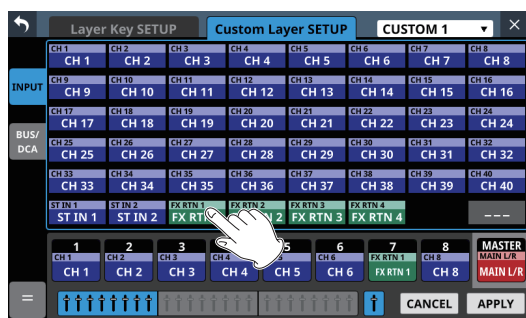 Layer Key SETUP Custom Layer SETUP CUSTOM 1
CH 1 CH 2 CH 3 CH 4 CH 5 CH 6 CH 7 CH 8
CH 1 CH 2 CH 3 CH 4 CH 5 CH 6 CH 7 CH 8
INPUT
CH 9 CH 10 CH 11 CH 12 CH 13 CH 14 CH 15 CH 16
CH 9 CH 10 CH 11 CH 12 CH 13 CH 14 CH 15 CH 16
CH 17 CH 18 CH 19 CH 20 CH 21 CH 22 CH 23 CH 24
CH 17 CH 18 CH 19 CH 20 CH 21 CH 22 CH 23 CH 24
BUS/
DCA
CH 25 CH 26 CH 27 CH 28 CH 29 CH 30 CH 31 CH 32
CH 25 CH 26 CH 27 CH 28 CH 29 CH 30 CH 31 CH 32
CH 33 CH 34 CH 35 CH 36 CH 37 CH 38 CH 39 CH 40
CH 33 CH 34 CH 35 CH 36 CH 37 CH 38 CH 39 CH 40
ST IN 1 ST IN 2 FX RTN 1 FX RTN 2 FX RTN 3 FX RTN 4
ST IN 1 ST IN 2 FX 2 FX RTN 3 FX RTN 4 ---
1 2 3 5 6 7 8 MASTER
CH 1 CH 2 CH 3 CH 4 CH 6 FX RTN 1 CH 8 MAIN L/R
CH 1 CH 2 CH 3 CH 4 CH 5 CH 6 FX RTN 1 CH 8 MAIN L/R
CANCEL APPLY